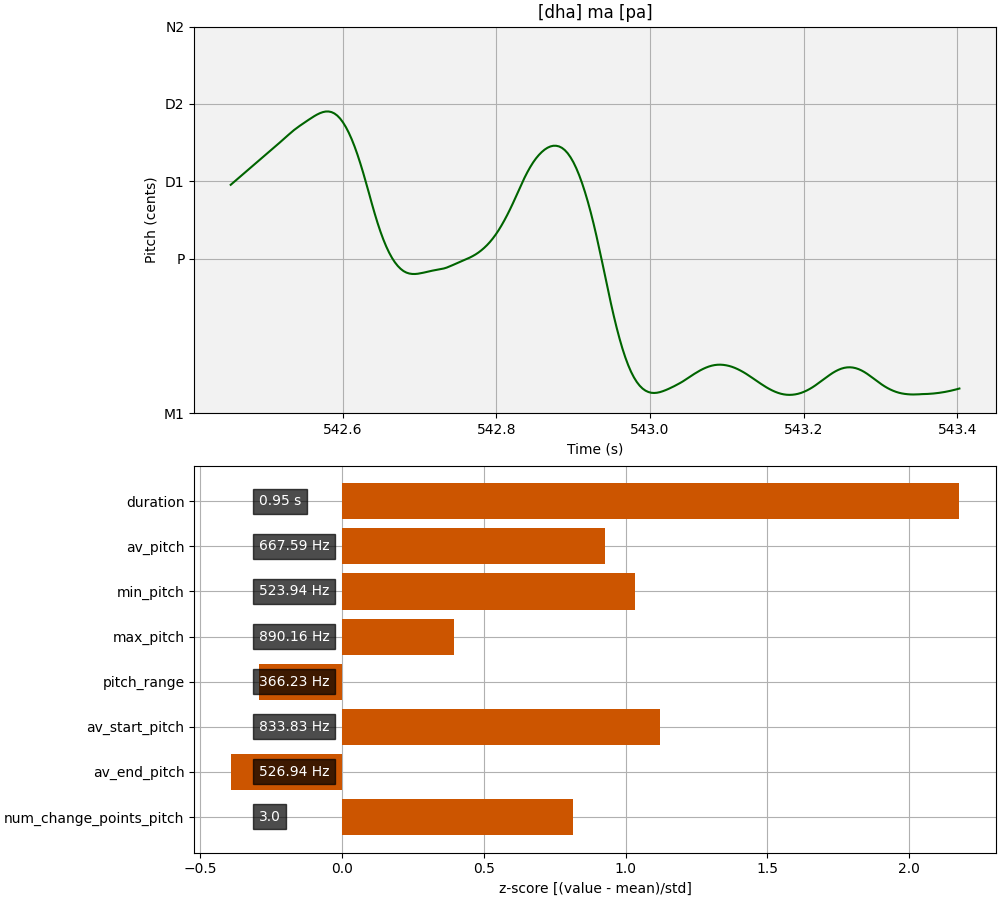 [dha] ma [pa]
N2
D2
D1
P
M1
Pitch (cents)
542.6 542.8 543.0 543.2 543.4
Time (s)
duration 0.95 s
av_pitch 667.59 Hz
min_pitch 523.94 Hz
max_pitch 890.16 Hz
pitch_range 366.23 Hz
av_start_pitch 833.83 Hz
av_end_pitch 526.94 Hz
num_change_points_pitch 3.0
−0.5 0.0 0.5 1.0 1.5 2.0
z-score [(value - mean)/std]